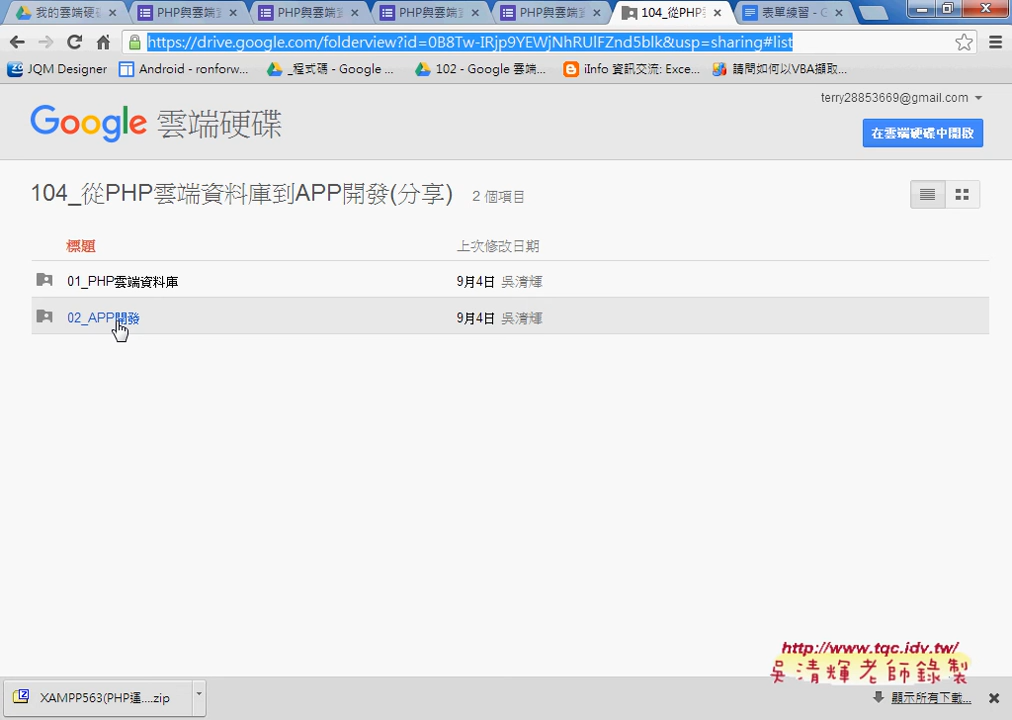 我的雲端硬碟
PHP與雲端資
PHP與雲端資
PHP與雲端資
PHP與雲端資
104_從PHP雲
表單練習 - G
https://drive.google.com/folderview?id=0B8Tw-IRjp9YEWjNhRUlFZnd5blk&usp=sharing#list
JQM Designer
Android - ronforw...
_程式碼 - Google ...
102 - Google 雲端...
iInfo 資訊交流: Exce...
請問如何以VBA擷取...
terry28853669@gmail.com
Google 雲端硬碟
在雲端硬碟中開啟
104_從PHP雲端資料庫到APP開發(分享) 2 個項目
標題 上次修改日期
01_PHP雲端資料庫 9月4日 吳清輝
02_APP開發 9月4日 吳清輝
http://www.tqc.idv.tw/
吳清輝老師錄製
XAMPP563(PHP運....zip
顯示所有下載...